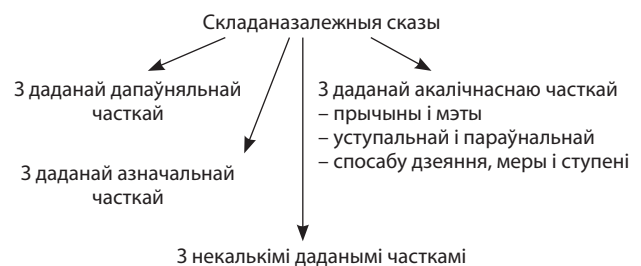 Складаназалежныя сказы
З даданай дапаўняльнай
часткай
З даданай азначальнай
часткай
З даданай акалічнаснаю часткай
– прычыны і мэты
– уступальнай і параўнальнай
– спосабу дзеяння, меры і ступені
З некалькімі даданымі часткамі